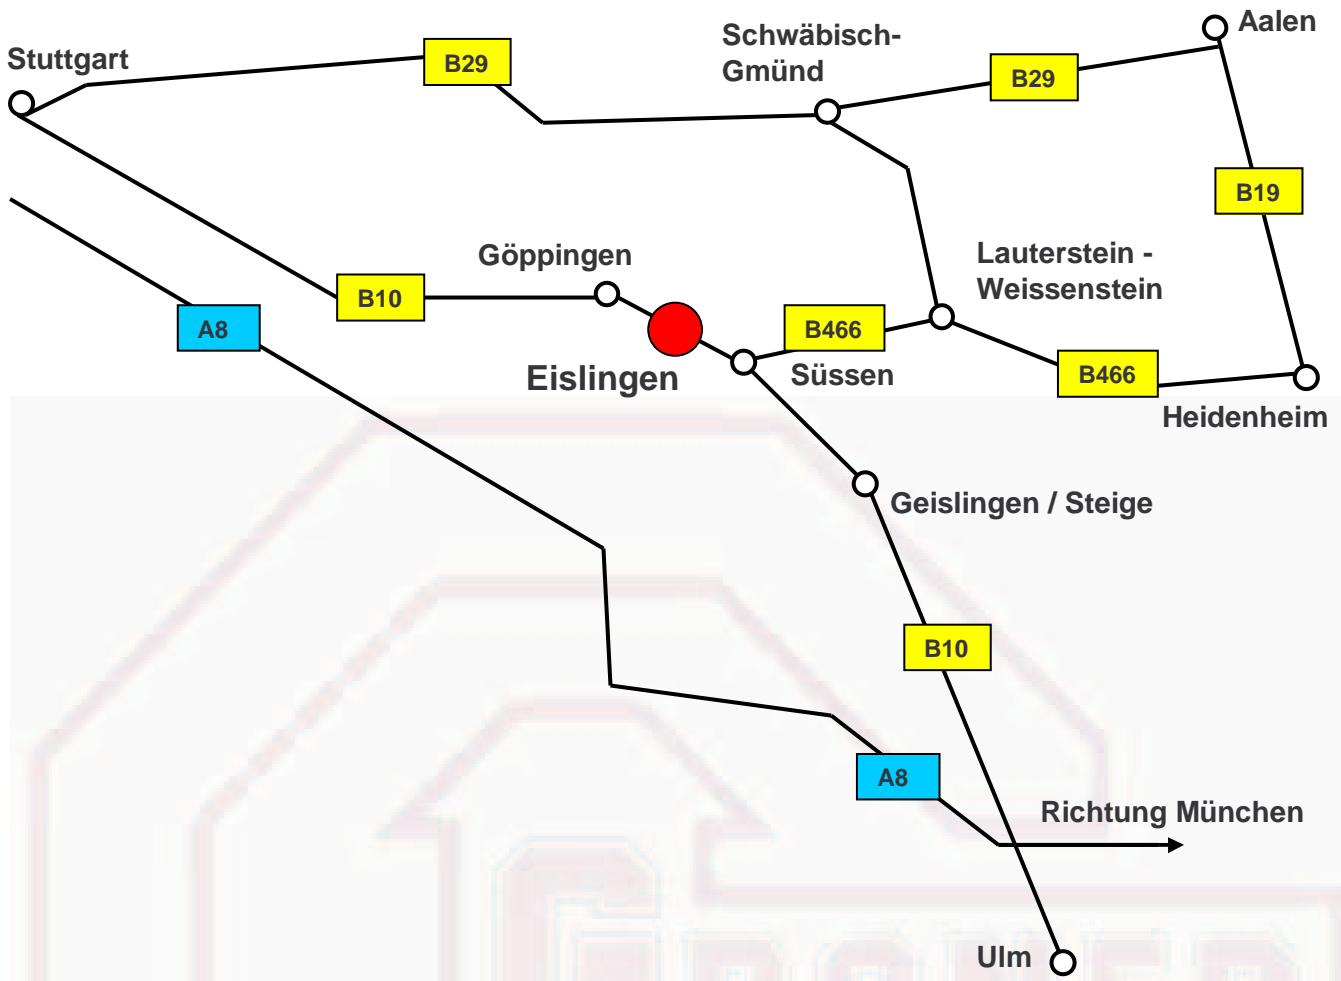 Stuttgart
B29
Schwäbisch-
Gmünd
B29
Aalen
B19
Göppingen
Lauterstein -
Weissenstein
B10
A8
B466
Eislingen
Süssen
B466
Heidenheim
Geislingen / Steige
B10
A8
Richtung München
Ulm